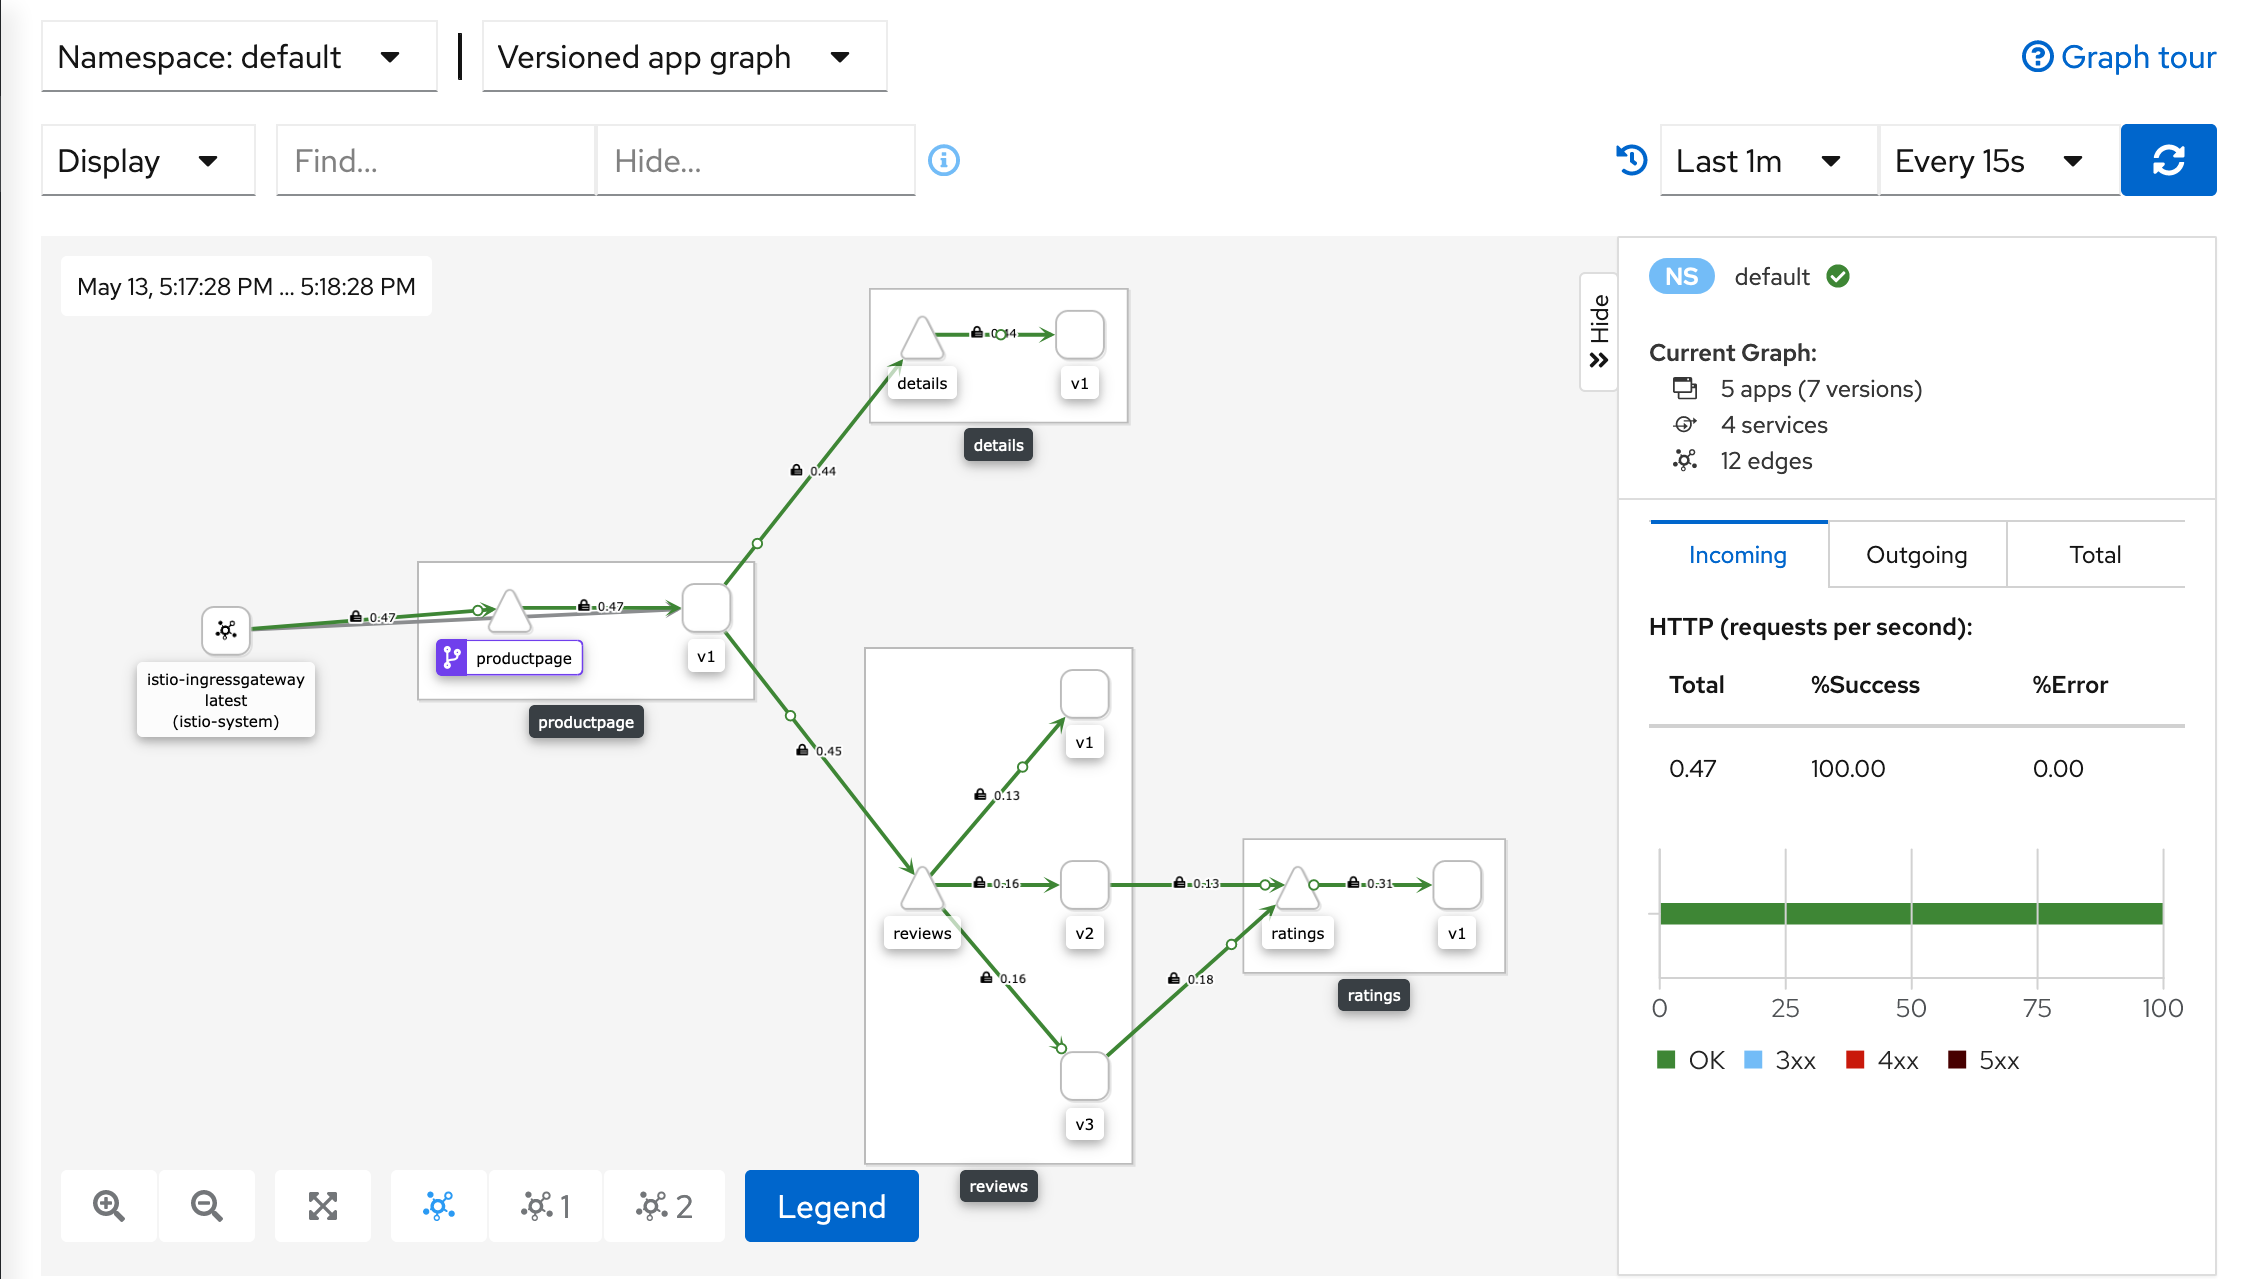 Namespace: default
Versioned app graph
Graph tour
Display
Find...
Hide...
Last 1m
Every 15s
May 13, 5:17:28 PM ... 5:18:28 PM
Hide
NS default
Current Graph:
5 apps (7 versions)
4 services
12 edges
Incoming
Outgoing
Total
HTTP (requests per second):
Total %Success %Error
0.47 100.00 0.00
0 25 50 75 100
OK 3xx 4xx 5xx
0.44
details
v1
details
0.44
0.47
0.47
productpage
v1
productpage
istio-ingressgateway
latest
(istio-system)
0.45
v1
0.13
0.16
0.13
0.31
reviews
v2
ratings
v1
0.16
0.18
ratings
v3
reviews
1
2
Legend